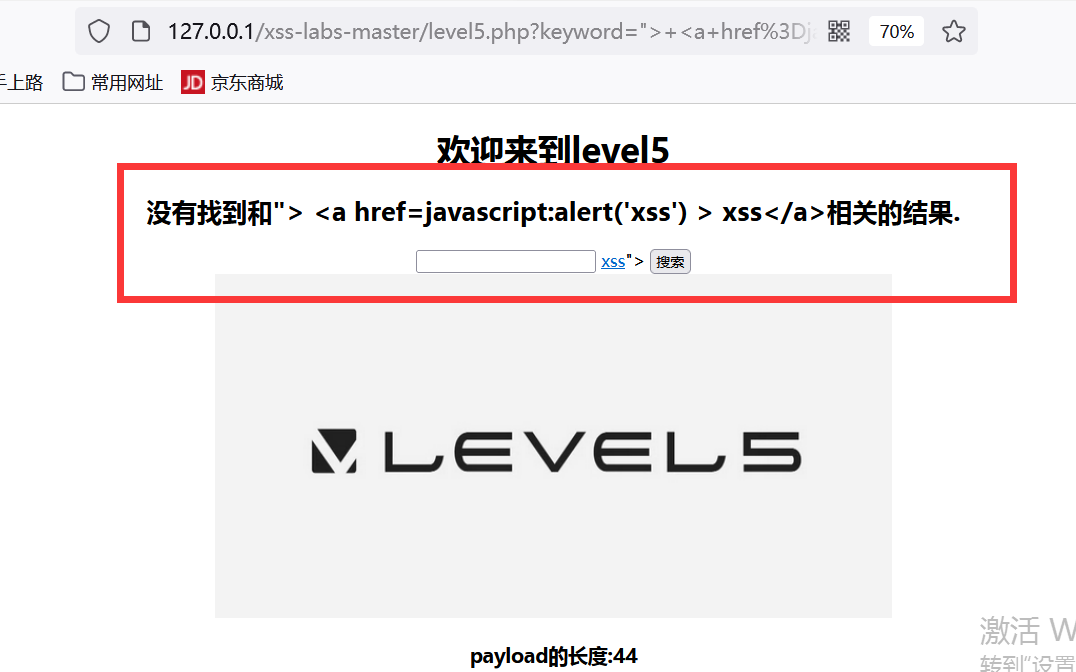 127.0.0.1/xss-labs-master/level5.php?keyword=">+<a+href%3Dja
70%
手上路 常用网址 JD 京东商城
欢迎来到level5
没有找到和"> <a href=javascript:alert('xss') > xss</a>相关的结果.
xss"> 搜索
LEVEL5
payload的长度:44
激活 W
转到"设置